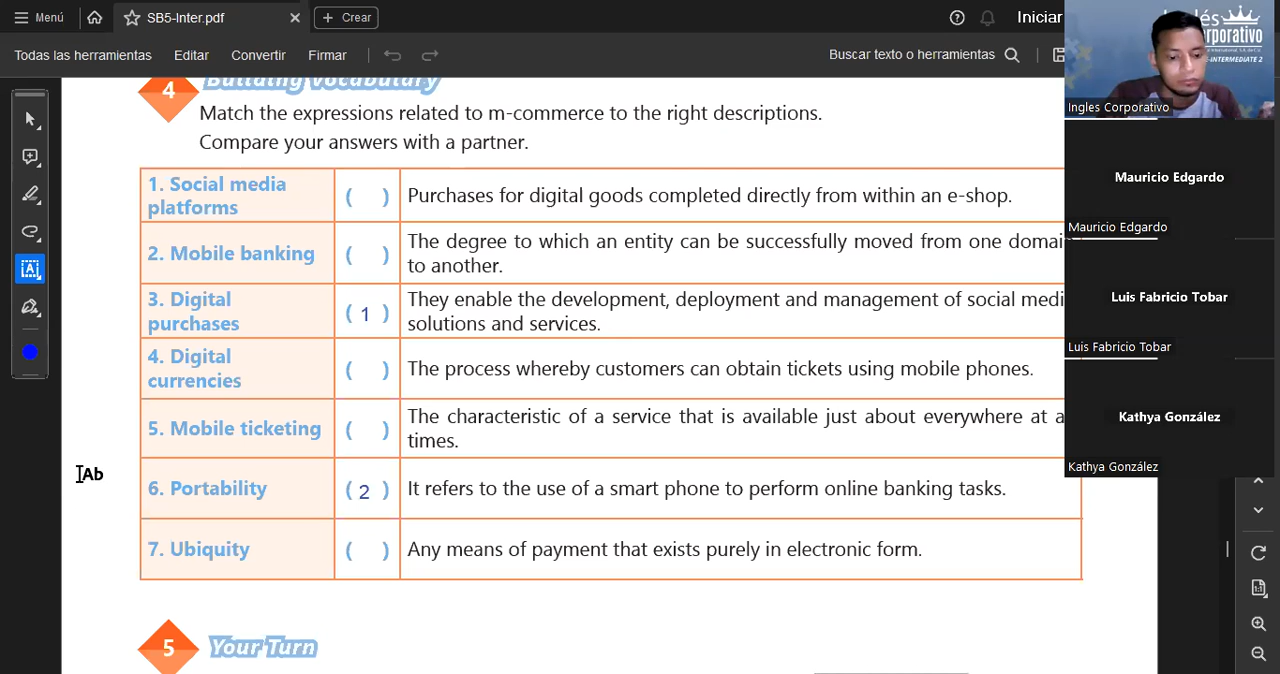 Menú
SB5-Inter.pdf
Crear
Iniciar
Todas las herramientas
Editar
Convertir
Firmar
Buscar texto o herramientas
4
Building Vocabulary
Match the expressions related to m-commerce to the right descriptions.
Compare your answers with a partner.
1. Social media
platforms
( )
Purchases for digital goods completed directly from within an e-shop.
2. Mobile banking
( )
The degree to which an entity can be successfully moved from one domai
to another.
3. Digital
purchases
( 1 )
They enable the development, deployment and management of social medi
solutions and services.
4. Digital
currencies
( )
The process whereby customers can obtain tickets using mobile phones.
5. Mobile ticketing
( )
The characteristic of a service that is available just about everywhere at a
times.
6. Portability
( 2 )
It refers to the use of a smart phone to perform online banking tasks.
7. Ubiquity
( )
Any means of payment that exists purely in electronic form.
5
Your Turn
Ab
Ingles Corporativo
Mauricio Edgardo
Mauricio Edgardo
Luis Fabricio Tobar
Luis Fabricio Tobar
Kathya González
Kathya González